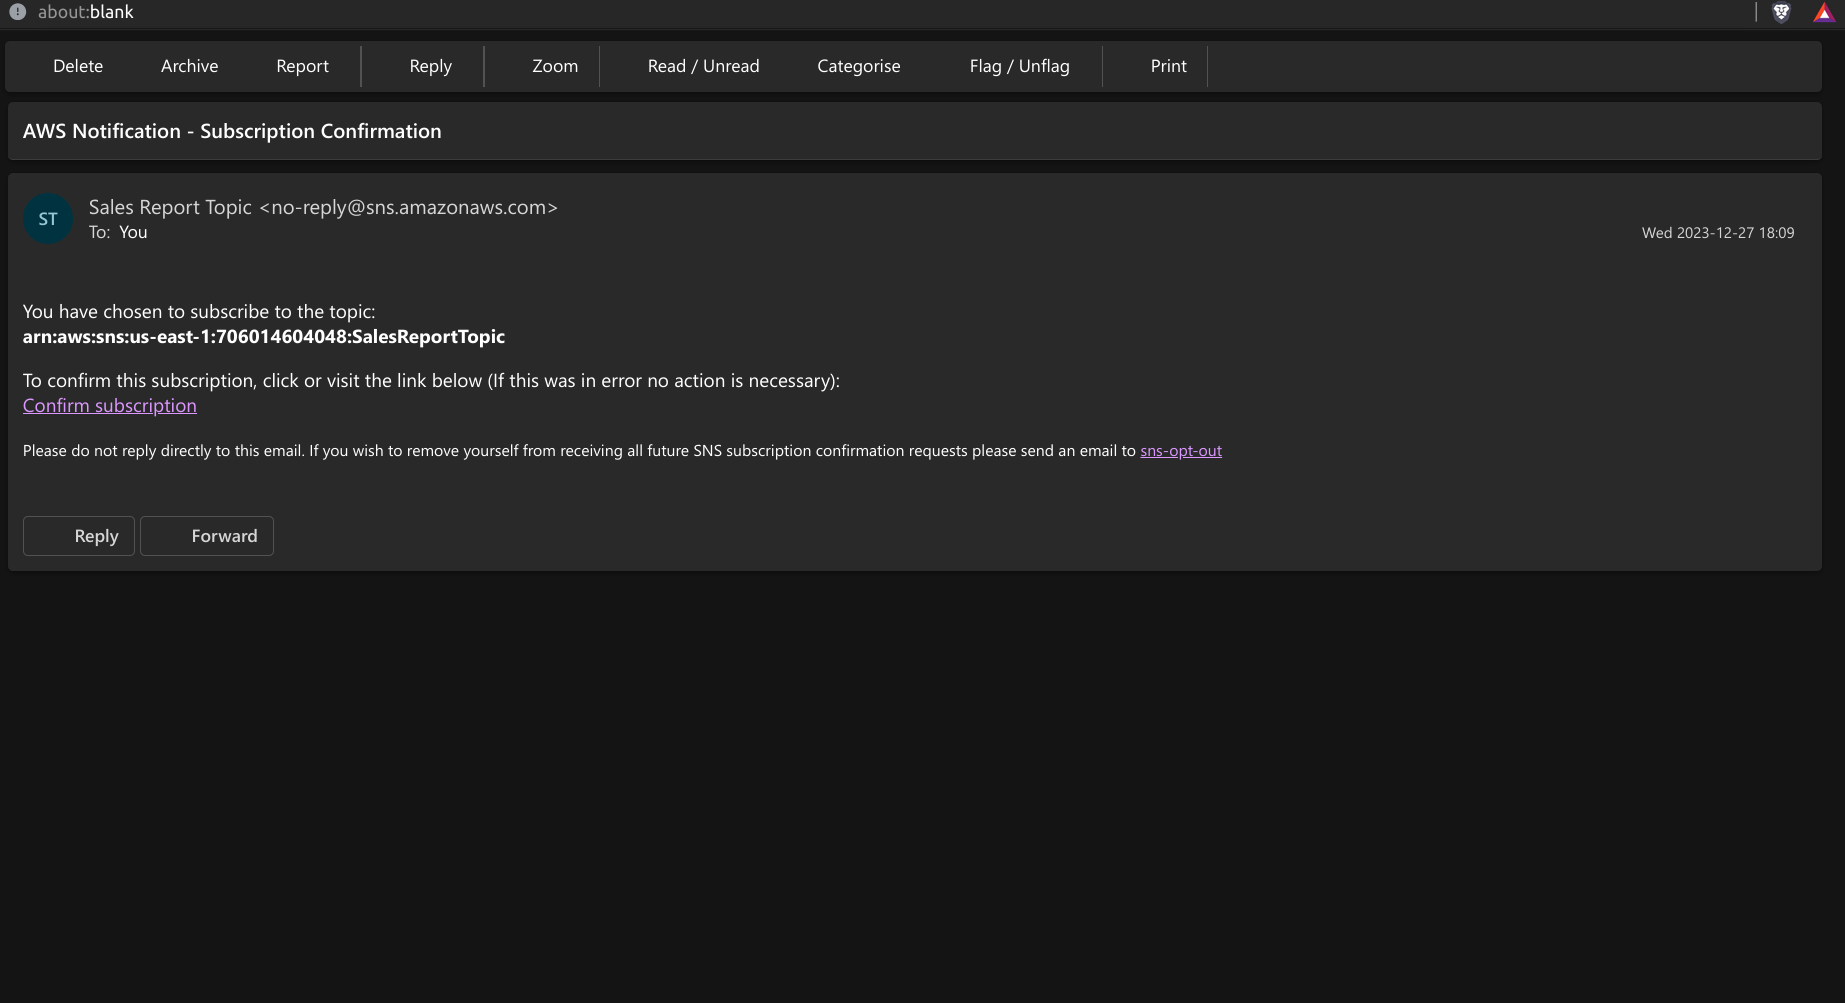 about:blank
Delete Archive Report Reply Zoom Read / Unread Categorise Flag / Unflag Print
AWS Notification - Subscription Confirmation
ST
Sales Report Topic <no-reply@sns.amazonaws.com>
To: You
Wed 2023-12-27 18:09
You have chosen to subscribe to the topic:
arn:aws:sns:us-east-1:706014604048:SalesReportTopic
To confirm this subscription, click or visit the link below (If this was in error no action is necessary):
Confirm subscription
Please do not reply directly to this email. If you wish to remove yourself from receiving all future SNS subscription confirmation requests please send an email to sns-opt-out
Reply Forward